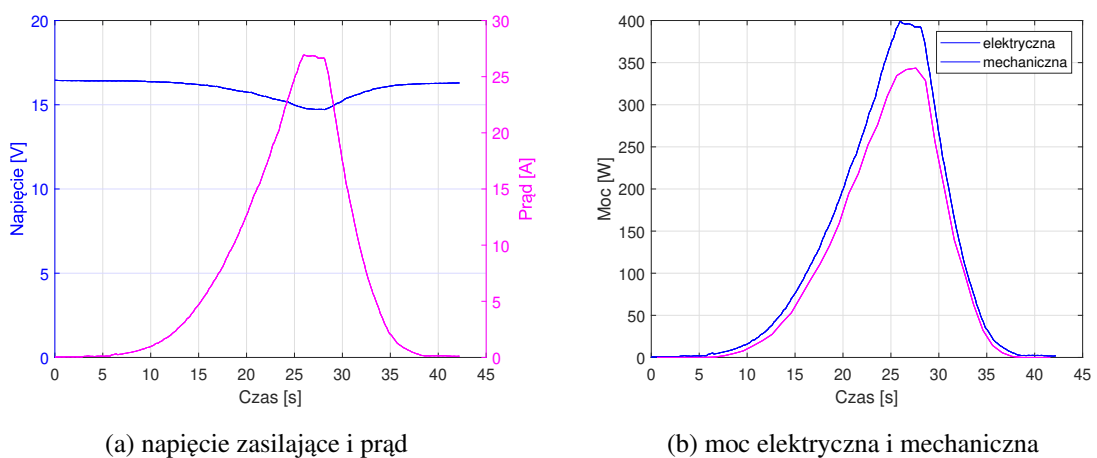 20
15
10
5
0
Napięcie [V]
30
25
20
15
10
5
0
Prąd [A]
0 5 10 15 20 25 30 35 40 45
Czas [s]
(a) napięcie zasilające i prąd
400
350
300
250
200
150
100
50
0
Moc [W]
elektryczna
mechaniczna
0 5 10 15 20 25 30 35 40 45
Czas [s]
(b) moc elektryczna i mechaniczna